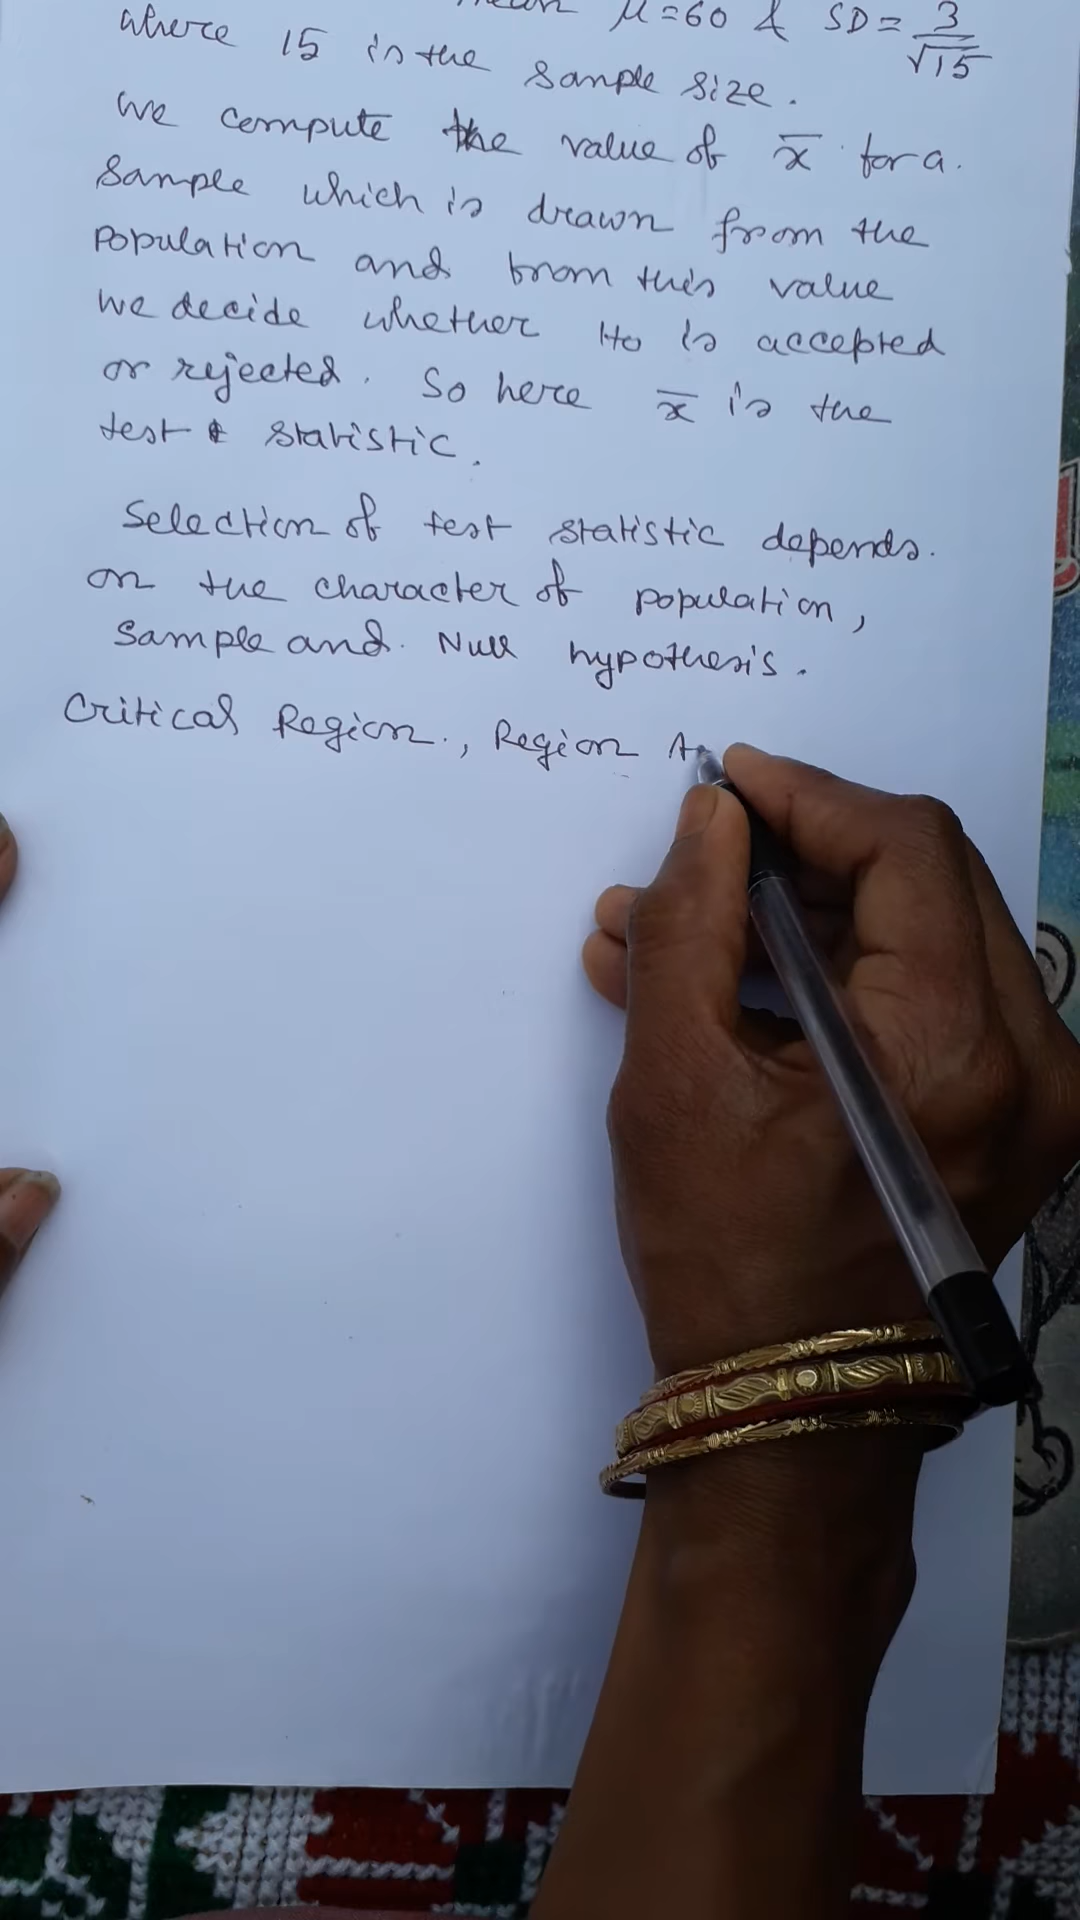 mean μ=60 & SD= 3/√15
where 15 is the sample size.
we compute the value of x̄ for a.
Sample which is drawn from the
population and from this value
we decide whether Ho is accepted
or rejected. So here x̄ is the
test statistic.
Selection of test statistic depends.
on the character of population,
Sample and. Null hypothesis.
Critical Region., Region A